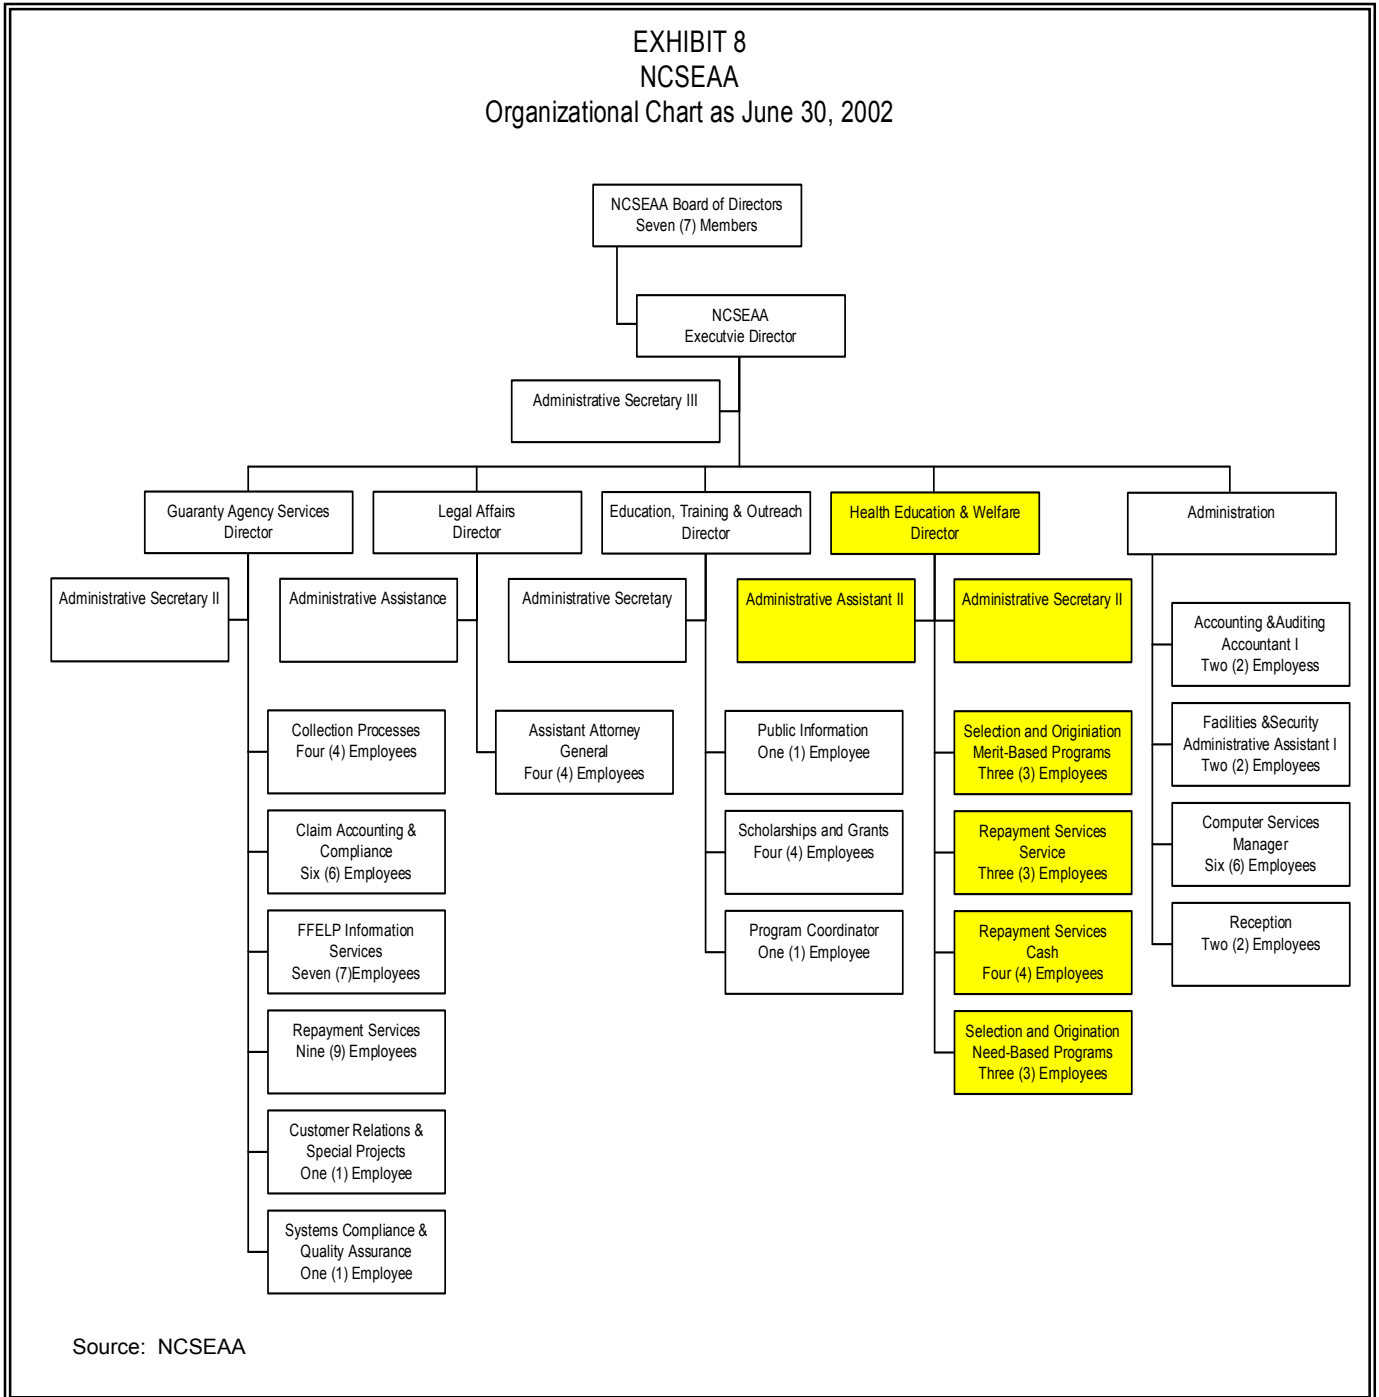 EXHIBIT 8
NCSEAA
Organizational Chart as June 30, 2002
NCSEAA Board of Directors
Seven (7) Members
NCSEAA
Executvie Director
Administrative Secretary III
Guaranty Agency Services
Director
Legal Affairs
Director
Education, Training & Outreach
Director
Health Education & Welfare
Director
Administration
Administrative Secretary II
Administrative Assistance
Administrative Secretary
Administrative Assistant II
Administrative Secretary II
Collection Processes
Four (4) Employees
Claim Accounting &
Compliance
Six (6) Employees
FFELP Information
Services
Seven (7)Employees
Repayment Services
Nine (9) Employees
Customer Relations &
Special Projects
One (1) Employee
Systems Compliance &
Quality Assurance
One (1) Employee
Assistant Attorney
General
Four (4) Employees
Public Information
One (1) Employee
Scholarships and Grants
Four (4) Employees
Program Coordinator
One (1) Employee
Selection and Originiation
Merit-Based Programs
Three (3) Employees
Repayment Services
Service
Three (3) Employees
Repayment Services
Cash
Four (4) Employees
Selection and Origination
Need-Based Programs
Three (3) Employees
Accounting &Auditing
Accountant I
Two (2) Employess
Facilities &Security
Administrative Assistant I
Two (2) Employees
Computer Services
Manager
Six (6) Employees
Reception
Two (2) Employees
Source: NCSEAA